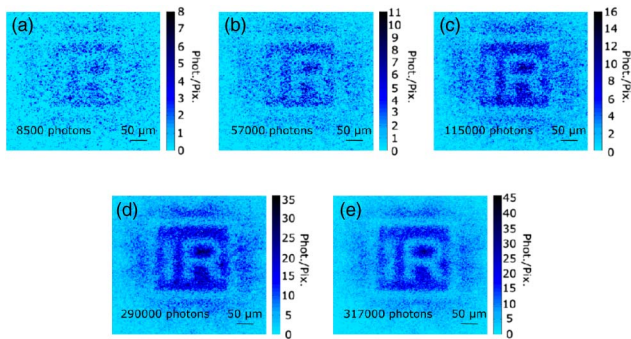 (a)
8500 photons
50 μm
8
7
6
5
4
3
2
1
0
Phot./Pix.
(b)
57000 photons
50 μm
11
10
9
8
7
6
5
4
3
2
1
0
Phot./Pix.
(c)
R
115000 photons
50 μm
16
14
12
10
8
6
4
2
0
Phot./Pix.
(d)
R
290000 photons
50 μm
35
30
25
20
15
10
5
0
Phot./Pix.
(e)
R
317000 photons
50 μm
45
40
35
30
25
20
15
10
5
0
Phot./Pix.